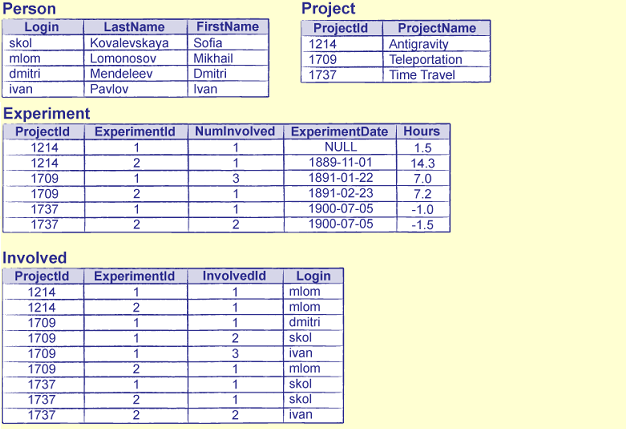 Person
Project
Login LastName FirstName
skol Kovalevskaya Sofia
mlom Lomonosov Mikhail
dmitri Mendeleev Dmitri
ivan Pavlov Ivan
ProjectId ProjectName
1214 Antigravity
1709 Teleportation
1737 Time Travel
Experiment
ProjectId ExperimentId NumInvolved ExperimentDate Hours
1214 1 1 NULL 1.5
1214 2 1 1889-11-01 14.3
1709 1 3 1891-01-22 7.0
1709 2 1 1891-02-23 7.2
1737 1 1 1900-07-05 -1.0
1737 2 2 1900-07-05 -1.5
Involved
ProjectId ExperimentId InvolvedId Login
1214 1 1 mlom
1214 2 1 mlom
1709 1 1 dmitri
1709 1 2 skol
1709 1 3 ivan
1709 2 1 mlom
1737 1 1 skol
1737 2 1 skol
1737 2 2 ivan